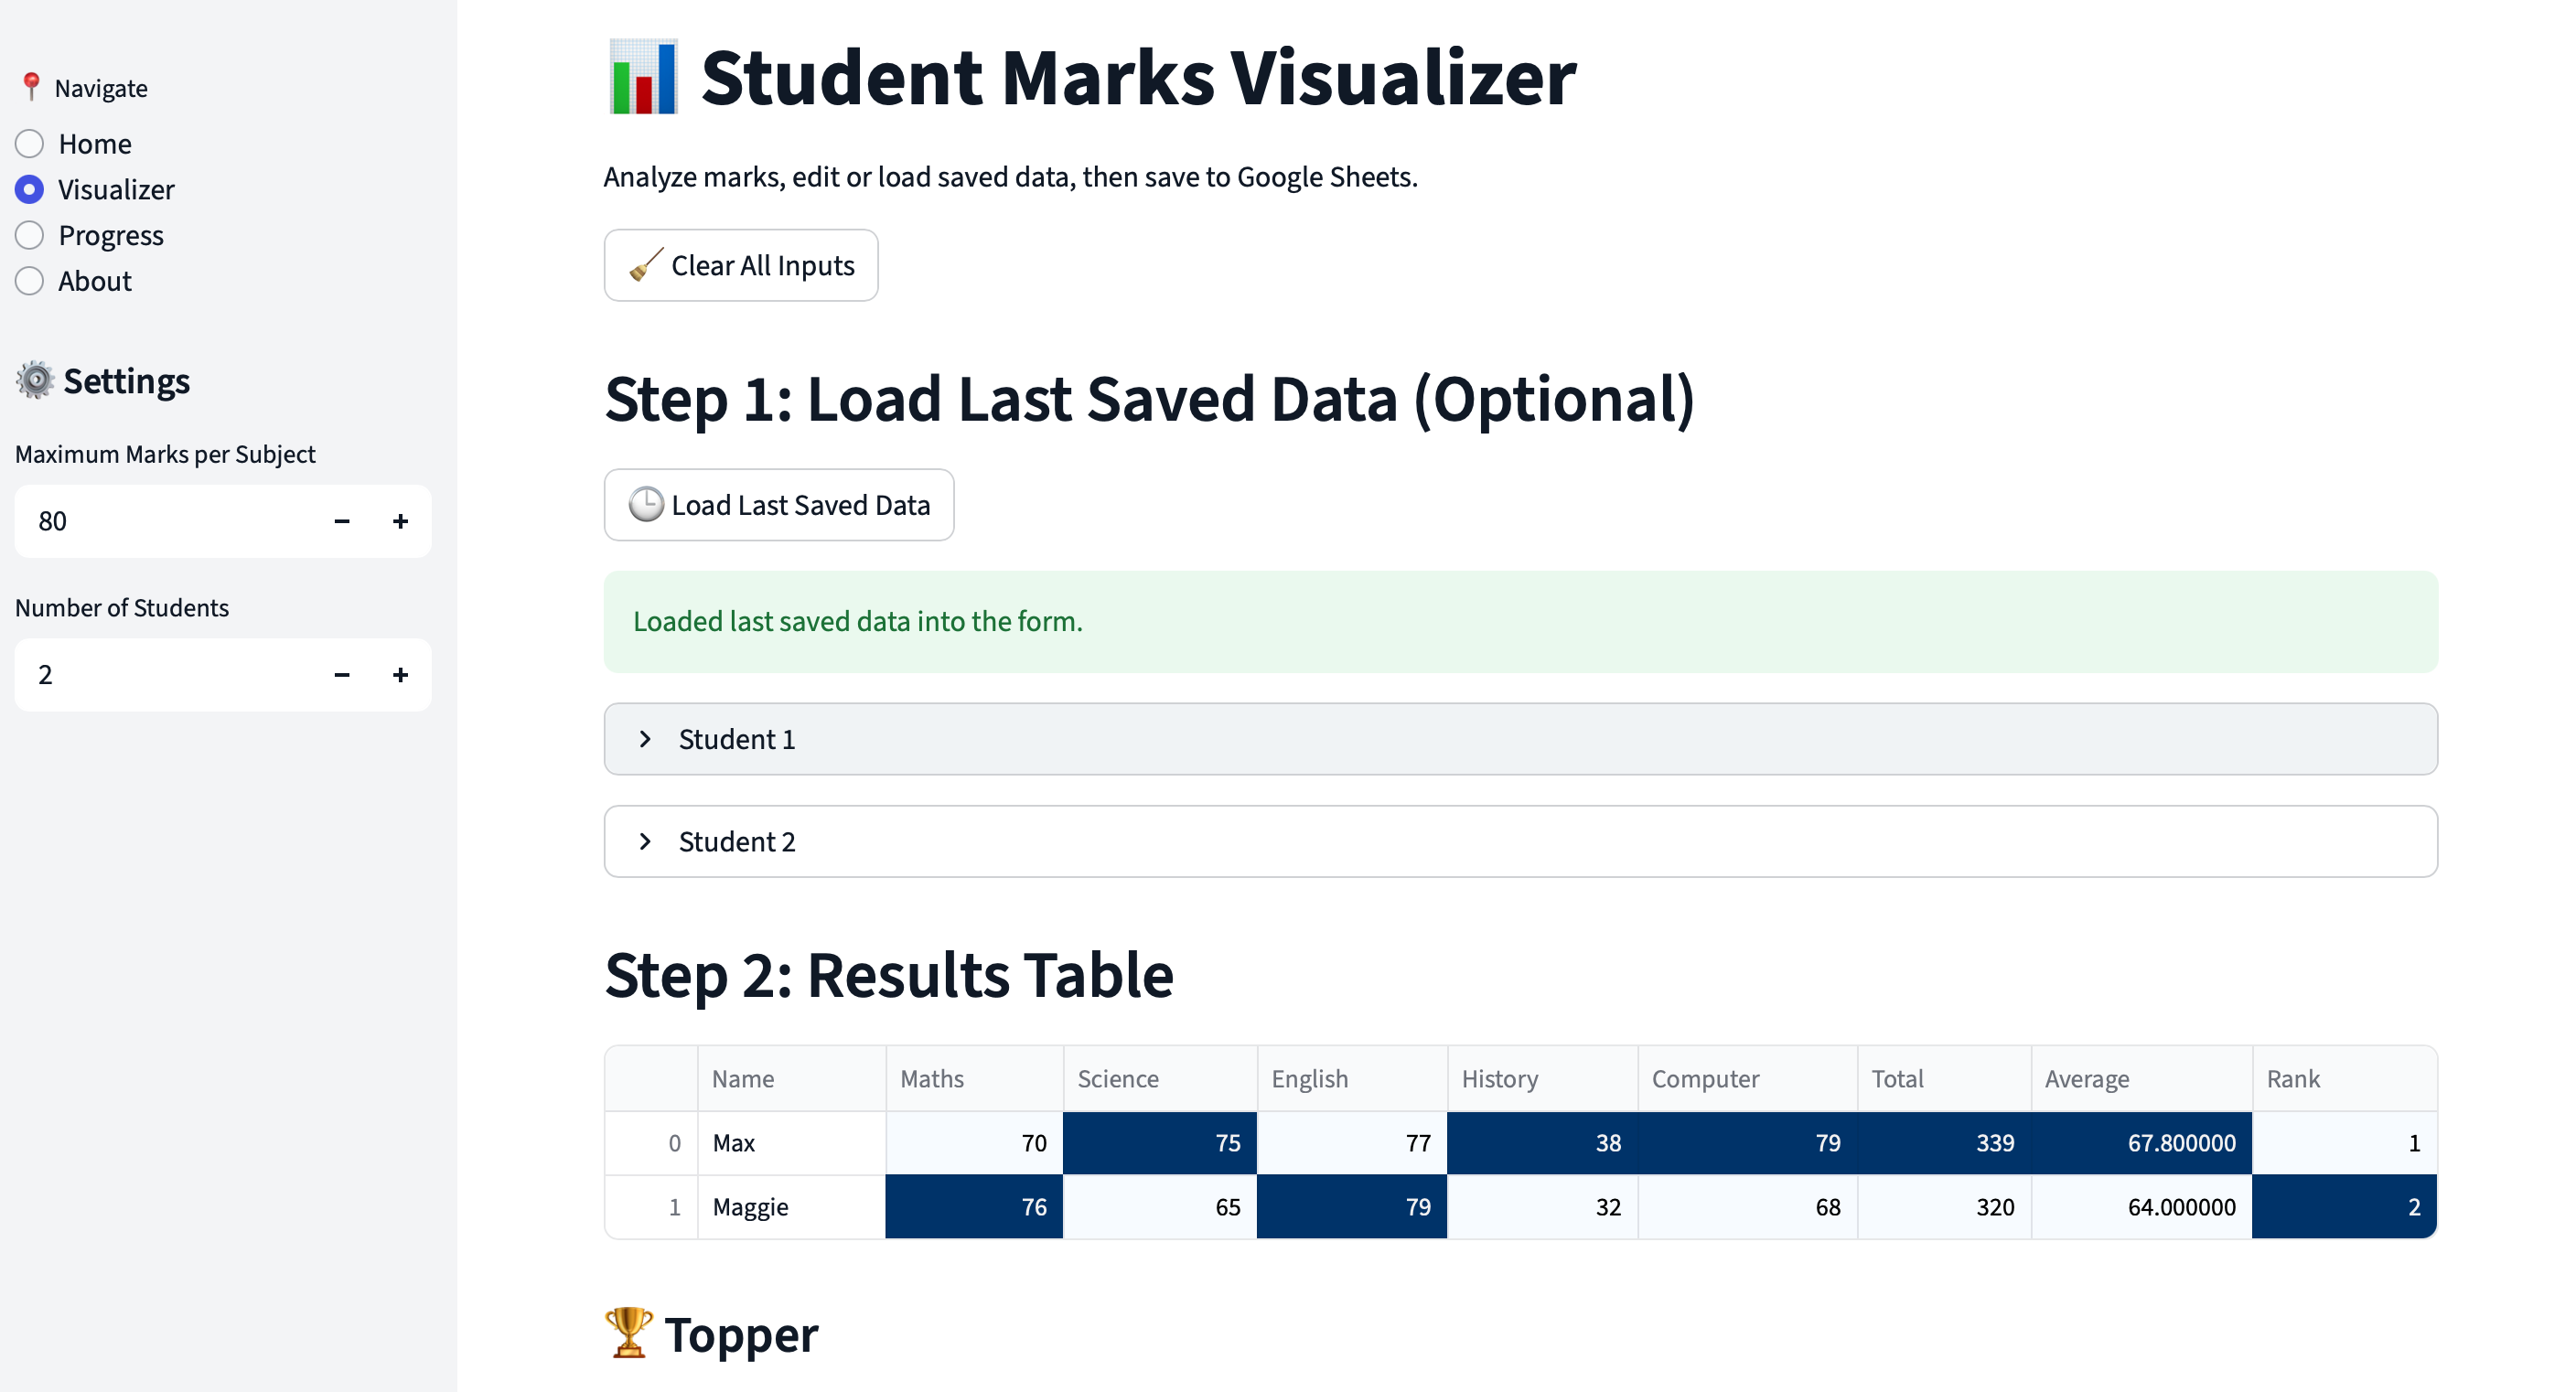 📍 Navigate
Home
Visualizer
Progress
About
⚙️ Settings
Maximum Marks per Subject
80 − +
Number of Students
2 − +
📊 Student Marks Visualizer
Analyze marks, edit or load saved data, then save to Google Sheets.
🧹 Clear All Inputs
Step 1: Load Last Saved Data (Optional)
🕒 Load Last Saved Data
Loaded last saved data into the form.
Student 1
Student 2
Step 2: Results Table
Name Maths Science English History Computer Total Average Rank
0 Max 70 75 77 38 79 339 67.800000 1
1 Maggie 76 65 79 32 68 320 64.000000 2
🏆 Topper